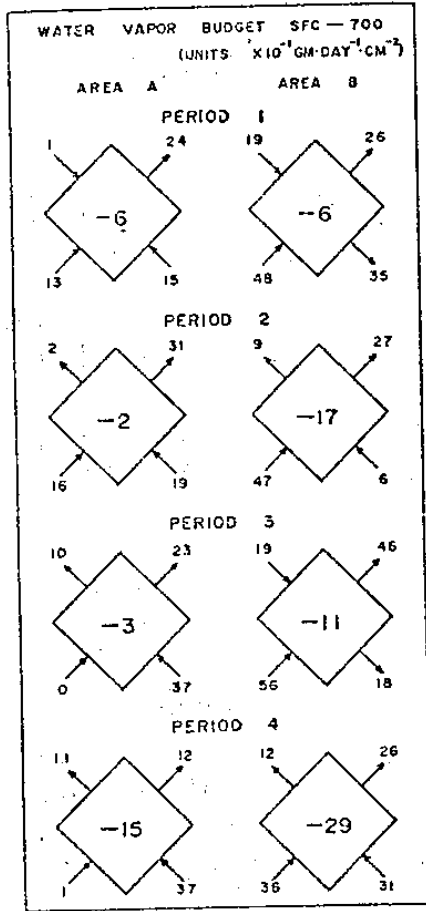 WATER VAPOR BUDGET SFC — 700
(UNITS ×10⁻¹ GM·DAY⁻¹·CM⁻²)
AREA A AREA B
PERIOD 1
1 24 19 26
−6 −6
13 15 48 35
PERIOD 2
2 31 9 27
−2 −17
16 19 47 6
PERIOD 3
10 23 19 46
−3 −11
0 37 56 18
PERIOD 4
11 12 12 26
−15 −29
1 37 36 31